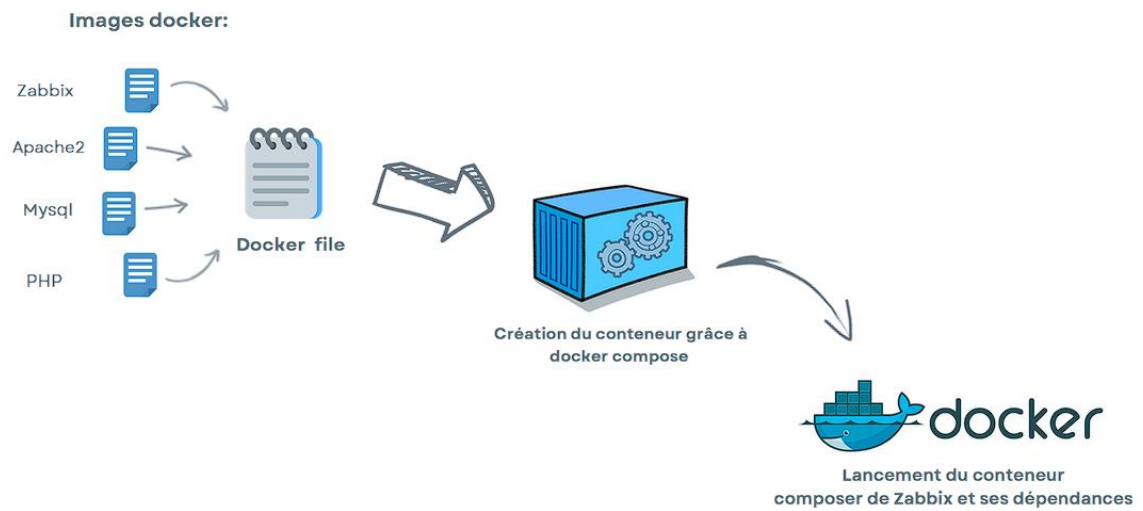 Images docker:
Zabbix
Apache2
Mysql
PHP
Docker file
Création du conteneur grâce à
docker compose
docker
Lancement du conteneur
composer de Zabbix et ses dépendances